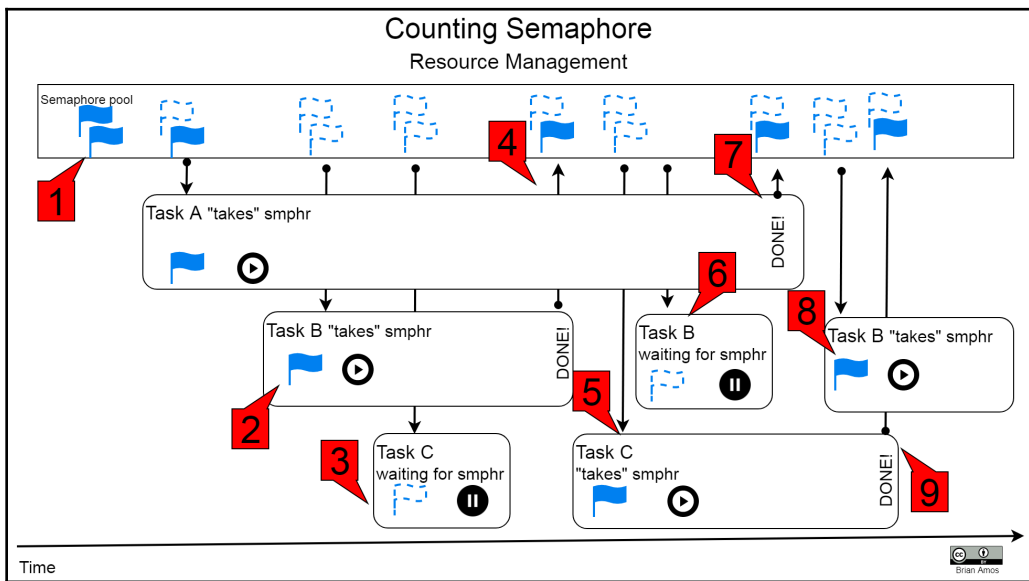 Counting Semaphore
Resource Management
Semaphore pool
1
4
7
Task A "takes" smphr
DONE!
6
Task B "takes" smphr
DONE!
2
Task B
waiting for smphr
8
Task B "takes" smphr
3
Task C
waiting for smphr
5
Task C
"takes" smphr
DONE!
9
Time
cc
BY
Brian Amos